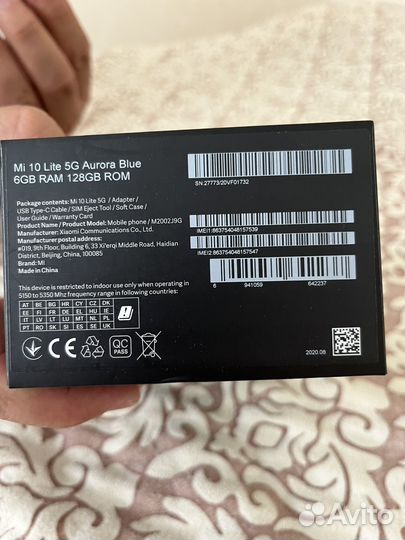 Mi 10 Lite 5G Aurora Blue
6GB RAM 128GB ROM
Package contents: Mi 10 Lite 5G / Adapter /
USB Type-C Cable / SIM Eject Tool / Soft Case /
User Guide / Warranty Card
Product Name / Model: Mobile phone / M2002J9G
Manufacturer: Xiaomi Communications Co., Ltd.
Manufacturer postal address:
#019, 9th Floor, Building 6, 33 Xi'erqi Middle Road, Haidian
District, Beijing, China, 100085
Brand: MI
Made in China
This device is restricted to indoor use only when operating in
5150 to 5350 Mhz frequency range in following countries:
AT BE BG HR CY CZ DK
EE FI FR DE EL HU IE
IT LV LT LU MT NL PL
PT RO SK SI ES SE UK
CE
QC
PASS
SN:27773/20VF01732
IMEI1:863754048157539
IMEI2:863754048157547
6 941059 642237
2020.08
Avito